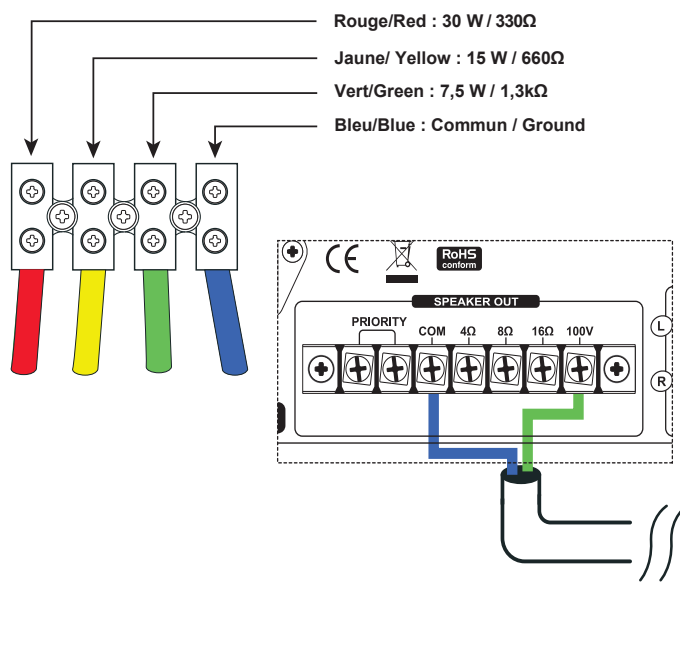 Rouge/Red : 30 W / 330Ω
Jaune/ Yellow : 15 W / 660Ω
Vert/Green : 7,5 W / 1,3kΩ
Bleu/Blue : Commun / Ground
CE
RoHS
conform
SPEAKER OUT
PRIORITY
COM 4Ω 8Ω 16Ω 100V
L
R